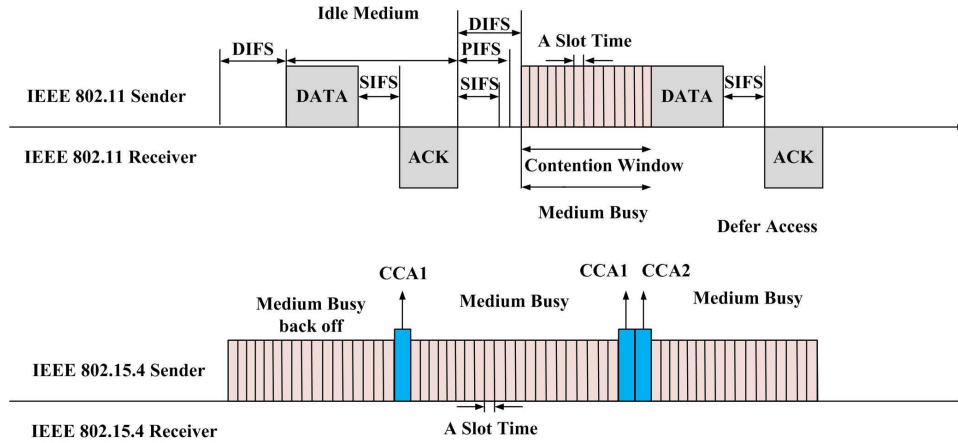 Idle Medium
DIFS
A Slot Time
DIFS
PIFS
SIFS
SIFS
SIFS
IEEE 802.11 Sender
DATA
DATA
IEEE 802.11 Receiver
ACK
Contention Window
ACK
Medium Busy
Defer Access
CCA1
CCA1
CCA2
Medium Busy
back off
Medium Busy
Medium Busy
IEEE 802.15.4 Sender
A Slot Time
IEEE 802.15.4 Receiver